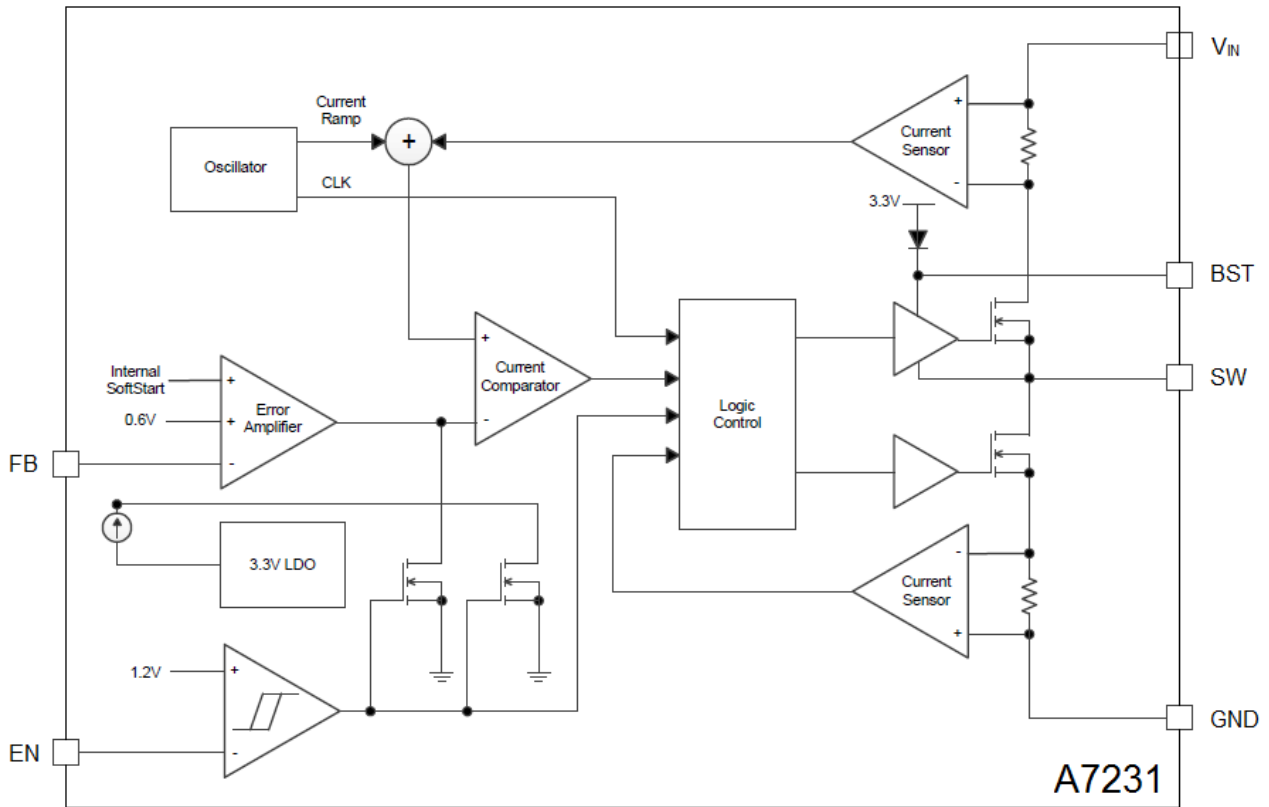 VIN
Current
Ramp
+
+
Current
Sensor
-
Oscillator
CLK
3.3V
BST
+
Current
Comparator
-
Internal
SoftStart
+
0.6V
+
Error
Amplifier
-
FB
Logic
Control
SW
3.3V LDO
-
Current
Sensor
+
1.2V
+
-
EN
GND
A7231